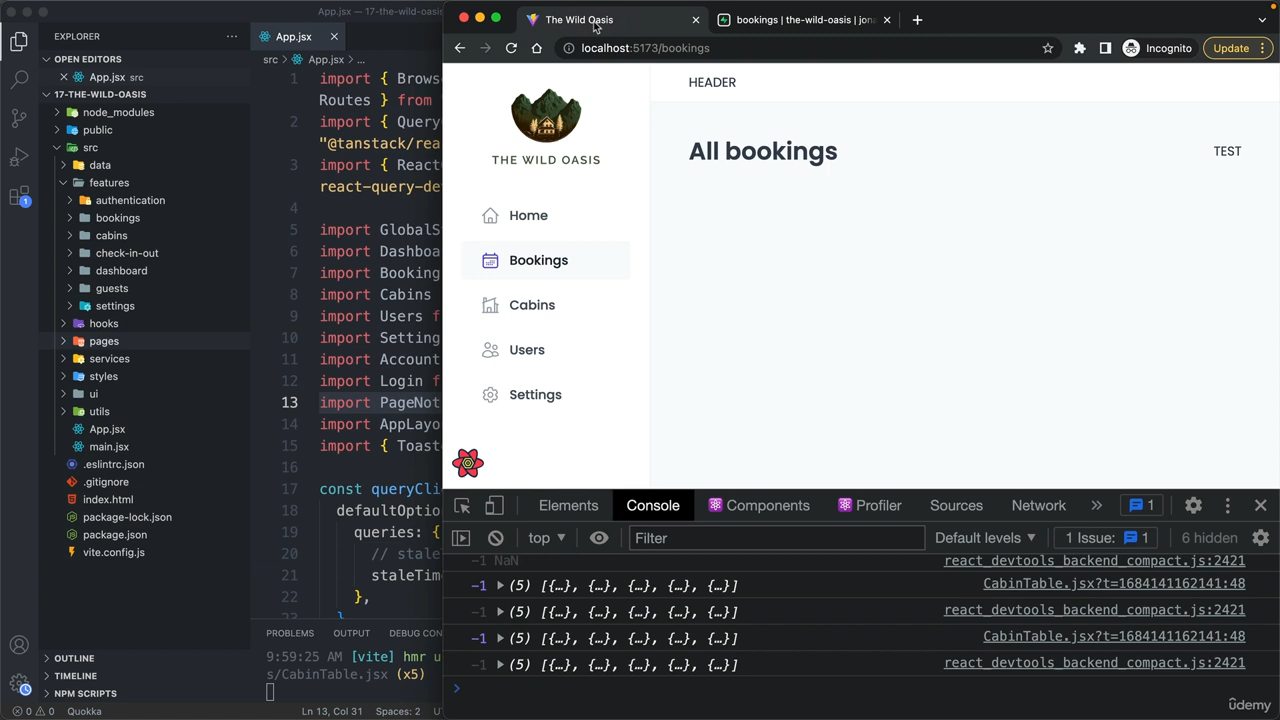 App.jsx — 17-the-wild-oasis
EXPLORER
OPEN EDITORS
App.jsx src
17-THE-WILD-OASIS
node_modules
public
src
data
features
authentication
bookings
cabins
check-in-out
dashboard
guests
settings
hooks
pages
services
styles
ui
utils
App.jsx
main.jsx
.eslintrc.json
.gitignore
index.html
package-lock.json
package.json
vite.config.js
OUTLINE
TIMELINE
NPM SCRIPTS
1
App.jsx
src > App.jsx > ...
1 import { Brows
Routes } from
2 import { Query
"@tanstack/rea
3 import { React
react-query-de
4
5 import GlobalS
6 import Dashboa
7 import Booking
8 import Cabins
9 import Users f
10 import Setting
11 import Account
12 import Login f
13 import PageNot
14 import AppLayo
15 import { Toast
16
17 const queryCli
18 defaultOptio
19 queries: {
20 // stale
21 staleTim
22 },
23 }
PROBLEMS OUTPUT DEBUG CON
9:59:25 AM [vite] hmr u
s/CabinTable.jsx (x5)
0 0 Quokka Ln 13, Col 31 Spaces: 2
The Wild Oasis
bookings | the-wild-oasis | jona
localhost:5173/bookings
Incognito
Update
THE WILD OASIS
Home
Bookings
Cabins
Users
Settings
HEADER
All bookings
TEST
Elements Console Components Profiler Sources Network » 1
top Filter Default levels 1 Issue: 1 6 hidden
-1 NaN react_devtools_backend_compact.js:2421
-1 (5) [{…}, {…}, {…}, {…}, {…}] CabinTable.jsx?t=1684141162141:48
-1 (5) [{…}, {…}, {…}, {…}, {…}] react_devtools_backend_compact.js:2421
-1 (5) [{…}, {…}, {…}, {…}, {…}] CabinTable.jsx?t=1684141162141:48
-1 (5) [{…}, {…}, {…}, {…}, {…}] react_devtools_backend_compact.js:2421
>
ûdemy